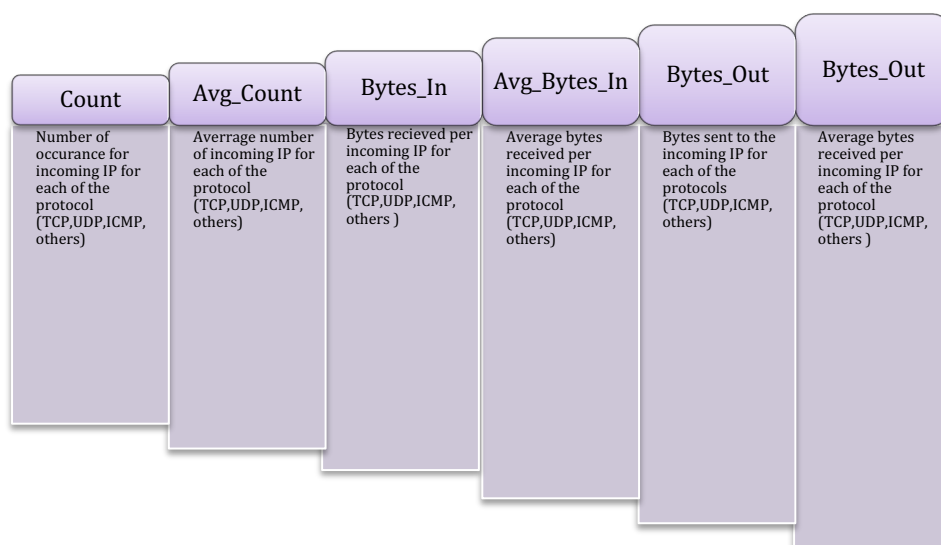 Count
Number of
occurance for
incoming IP for
each of the
protocol
(TCP,UDP,ICMP,
others)
Avg_Count
Averrage number
of incoming IP for
each of the
protocol
(TCP,UDP,ICMP,
others)
Bytes_In
Bytes recieved per
incoming IP for
each of the
protocol
(TCP,UDP,ICMP,
others )
Avg_Bytes_In
Average bytes
received per
incoming IP for
each of the
protocol
(TCP,UDP,ICMP,
others)
Bytes_Out
Bytes sent to the
incoming IP for
each of the
protocols
(TCP,UDP,ICMP,
others)
Bytes_Out
Average bytes
received per
incoming IP for
each of the
protocol
(TCP,UDP,ICMP,
others )